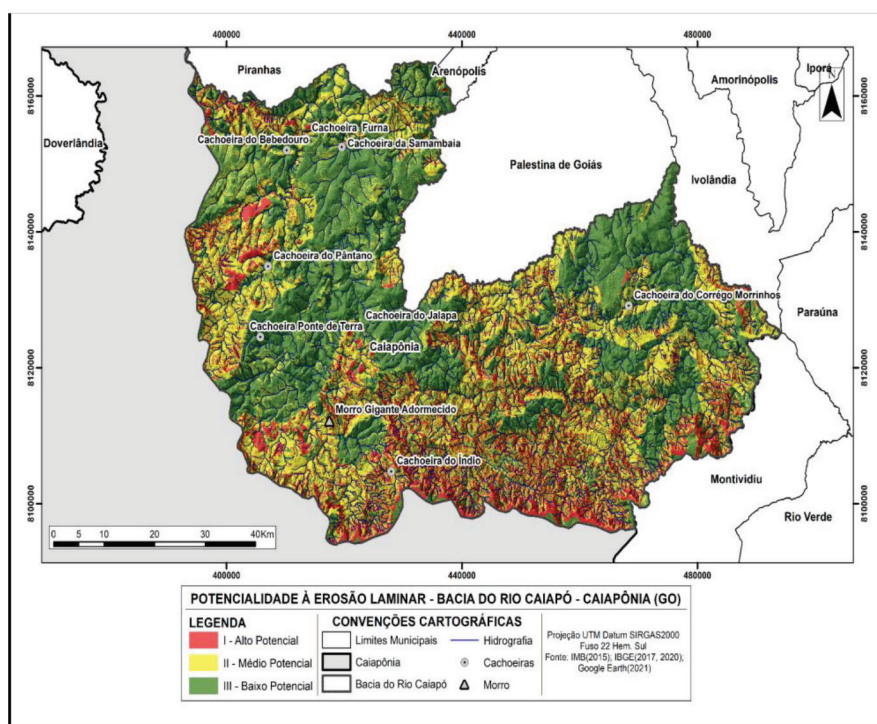 400000
440000
480000
Piranhas
Arenópolis
Iporá
Amorinópolis
N
8160000
8160000
Doverlândia
Cachoeira Furna
Cachoeira do Bebedouro
Cachoeira da Samambaia
Palestina de Goiás
Ivolândia
8140000
8140000
Cachoeira do Pântano
Cachoeira do Corrégo Morrinhos
Paraúna
Cachoeira do Jalapa
Cachoeira Ponte de Terra
Caiapônia
8120000
8120000
Morro Gigante Adormecido
Cachoeira do Índio
Montividiu
8100000
8100000
Rio Verde
0 5 10 20 30 40Km
400000
440000
480000
POTENCIALIDADE À EROSÃO LAMINAR - BACIA DO RIO CAIAPÓ - CAIAPÔNIA (GO)
LEGENDA
I - Alto Potencial
II - Médio Potencial
III - Baixo Potencial
CONVENÇÕES CARTOGRÁFICAS
Limites Municipais
Hidrografia
Caiapônia
Cachoeiras
Bacia do Rio Caiapó
Morro
Projeção UTM Datum SIRGAS2000
Fuso 22 Hem. Sul
Fonte: IMB(2015); IBGE(2017, 2020);
Google Earth(2021)